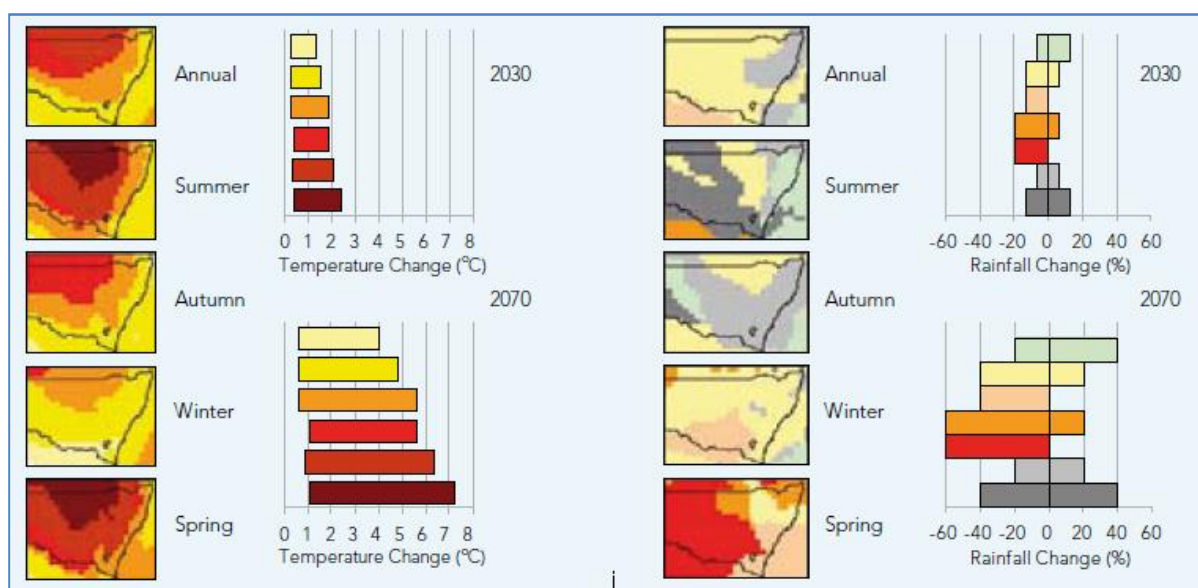 Annual
Summer
Autumn
Winter
Spring
2030
0 1 2 3 4 5 6 7 8
Temperature Change (°C)
2070
0 1 2 3 4 5 6 7 8
Temperature Change (°C)
Annual
Summer
Autumn
Winter
Spring
2030
-60 -40 -20 0 20 40 60
Rainfall Change (%)
2070
-60 -40 -20 0 20 40 60
Rainfall Change (%)
i